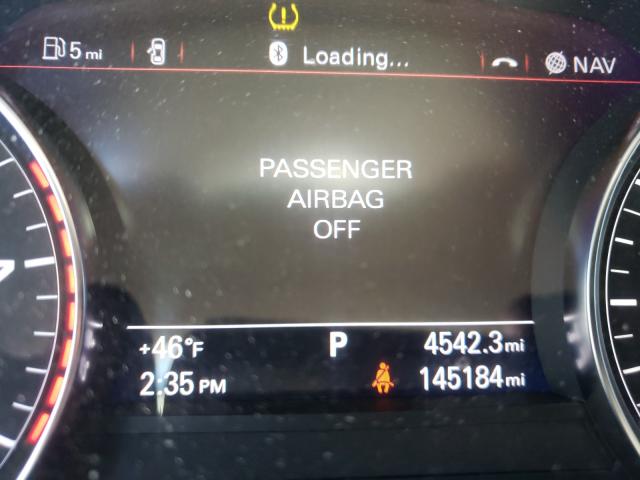 5 mi
Loading...
NAV
PASSENGER
AIRBAG
OFF
+46°F P 4542.3 mi
2:35 PM 145184 mi